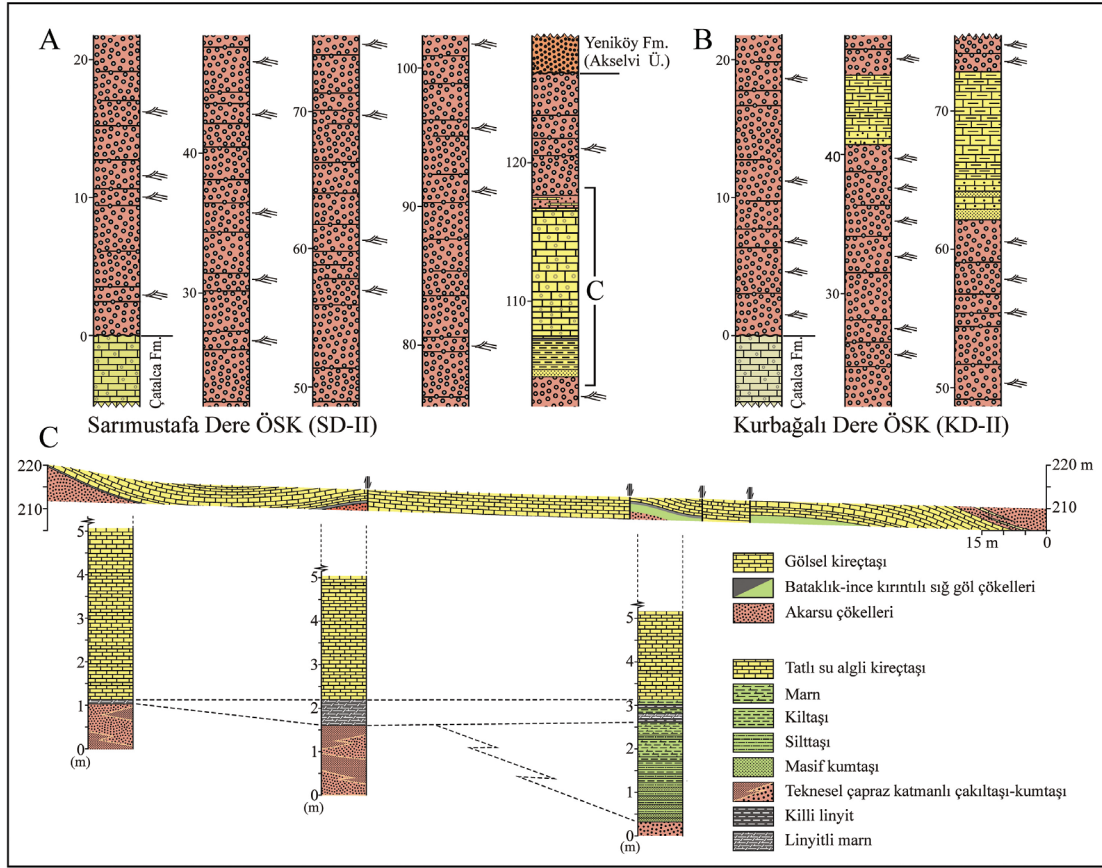 A
20
10
0
Çatalca Fm.
40
30
70
60
50
100
90
80
Yeniköy Fm.
(Akselvi Ü.)
120
110
C
B
20
10
0
Çatalca Fm.
40
30
70
60
50
Sarımustafa Dere ÖSK (SD-II)
Kurbağalı Dere ÖSK (KD-II)
C
220
210
220 m
210
15 m
0
5
4
3
2
1
0
(m)
5
4
3
2
1
0
(m)
5
4
3
2
1
0
(m)
Gölsel kireçtaşı
Bataklık-ince kırıntılı sığ göl çökelleri
Akarsu çökelleri
Tatlı su algli kireçtaşı
Marn
Kiltaşı
Silttaşı
Masif kumtaşı
Teknesel çapraz katmanlı çakıltaşı-kumtaşı
Killi linyit
Linyitli marn